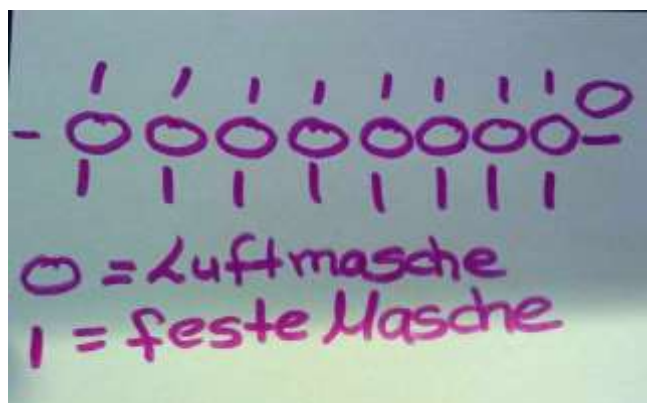 O = Luftmasche
I = feste Masche